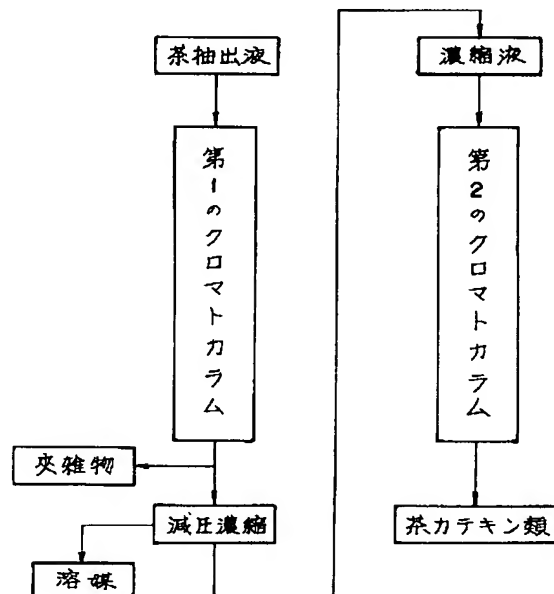 茶抽出液
第1のクロマトカラム
夾雑物
減圧濃縮
溶媒
濃縮液
第2のクロマトカラム
茶カテキン類